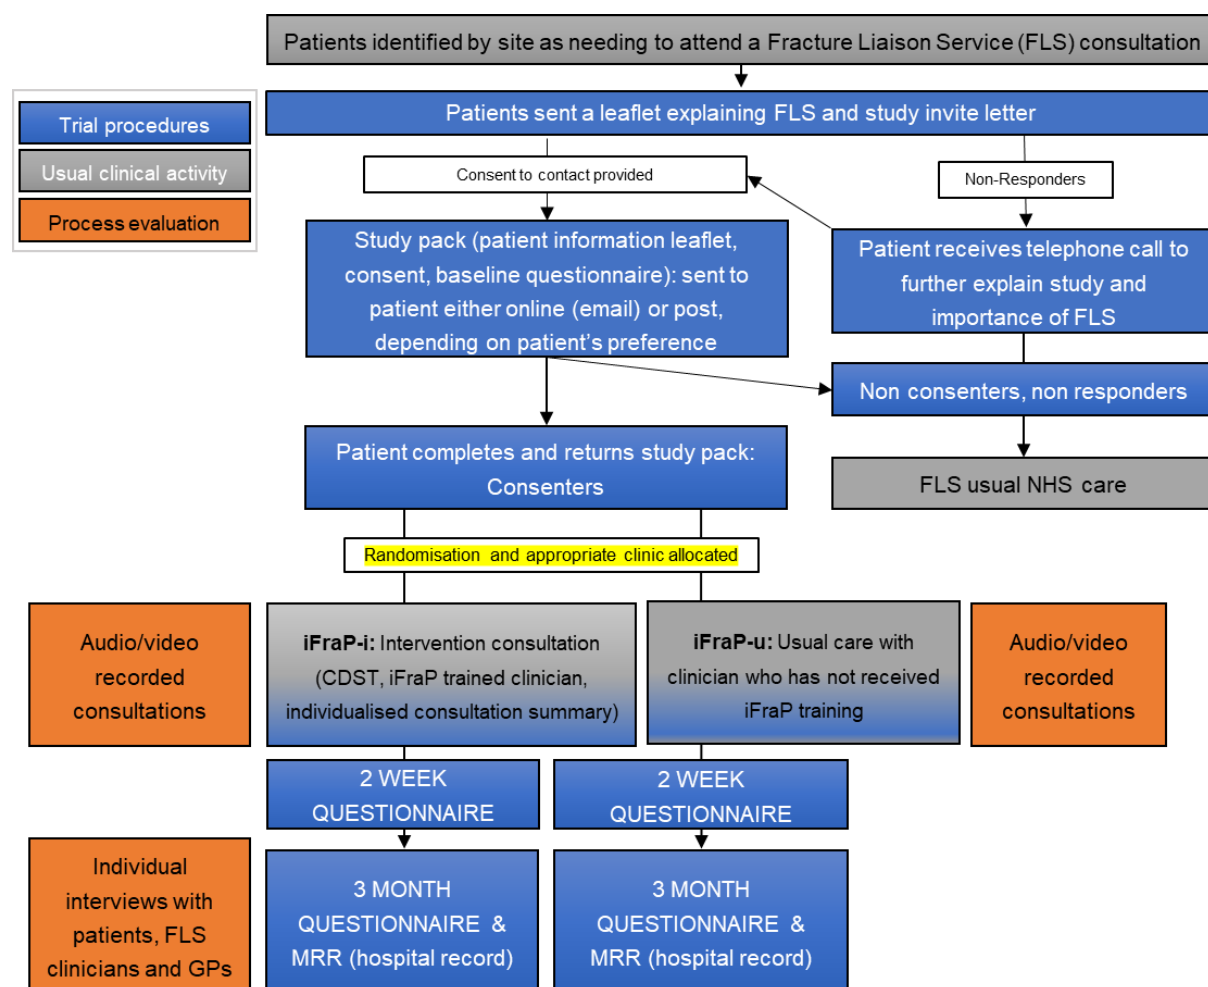 Patients identified by site as needing to attend a Fracture Liaison Service (FLS) consultation
Trial procedures
Usual clinical activity
Process evaluation
Patients sent a leaflet explaining FLS and study invite letter
Consent to contact provided
Non-Responders
Study pack (patient information leaflet,
consent, baseline questionnaire): sent to
patient either online (email) or post,
depending on patient’s preference
Patient receives telephone call to
further explain study and
importance of FLS
Non consenters, non responders
FLS usual NHS care
Patient completes and returns study pack:
Consenters
Randomisation and appropriate clinic allocated
Audio/video
recorded
consultations
iFraP-i: Intervention consultation
(CDST, iFraP trained clinician,
individualised consultation summary)
iFraP-u: Usual care with
clinician who has not received
iFraP training
Audio/video
recorded
consultations
2 WEEK
QUESTIONNAIRE
2 WEEK
QUESTIONNAIRE
Individual
interviews with
patients, FLS
clinicians and GPs
3 MONTH
QUESTIONNAIRE &
MRR (hospital record)
3 MONTH
QUESTIONNAIRE &
MRR (hospital record)